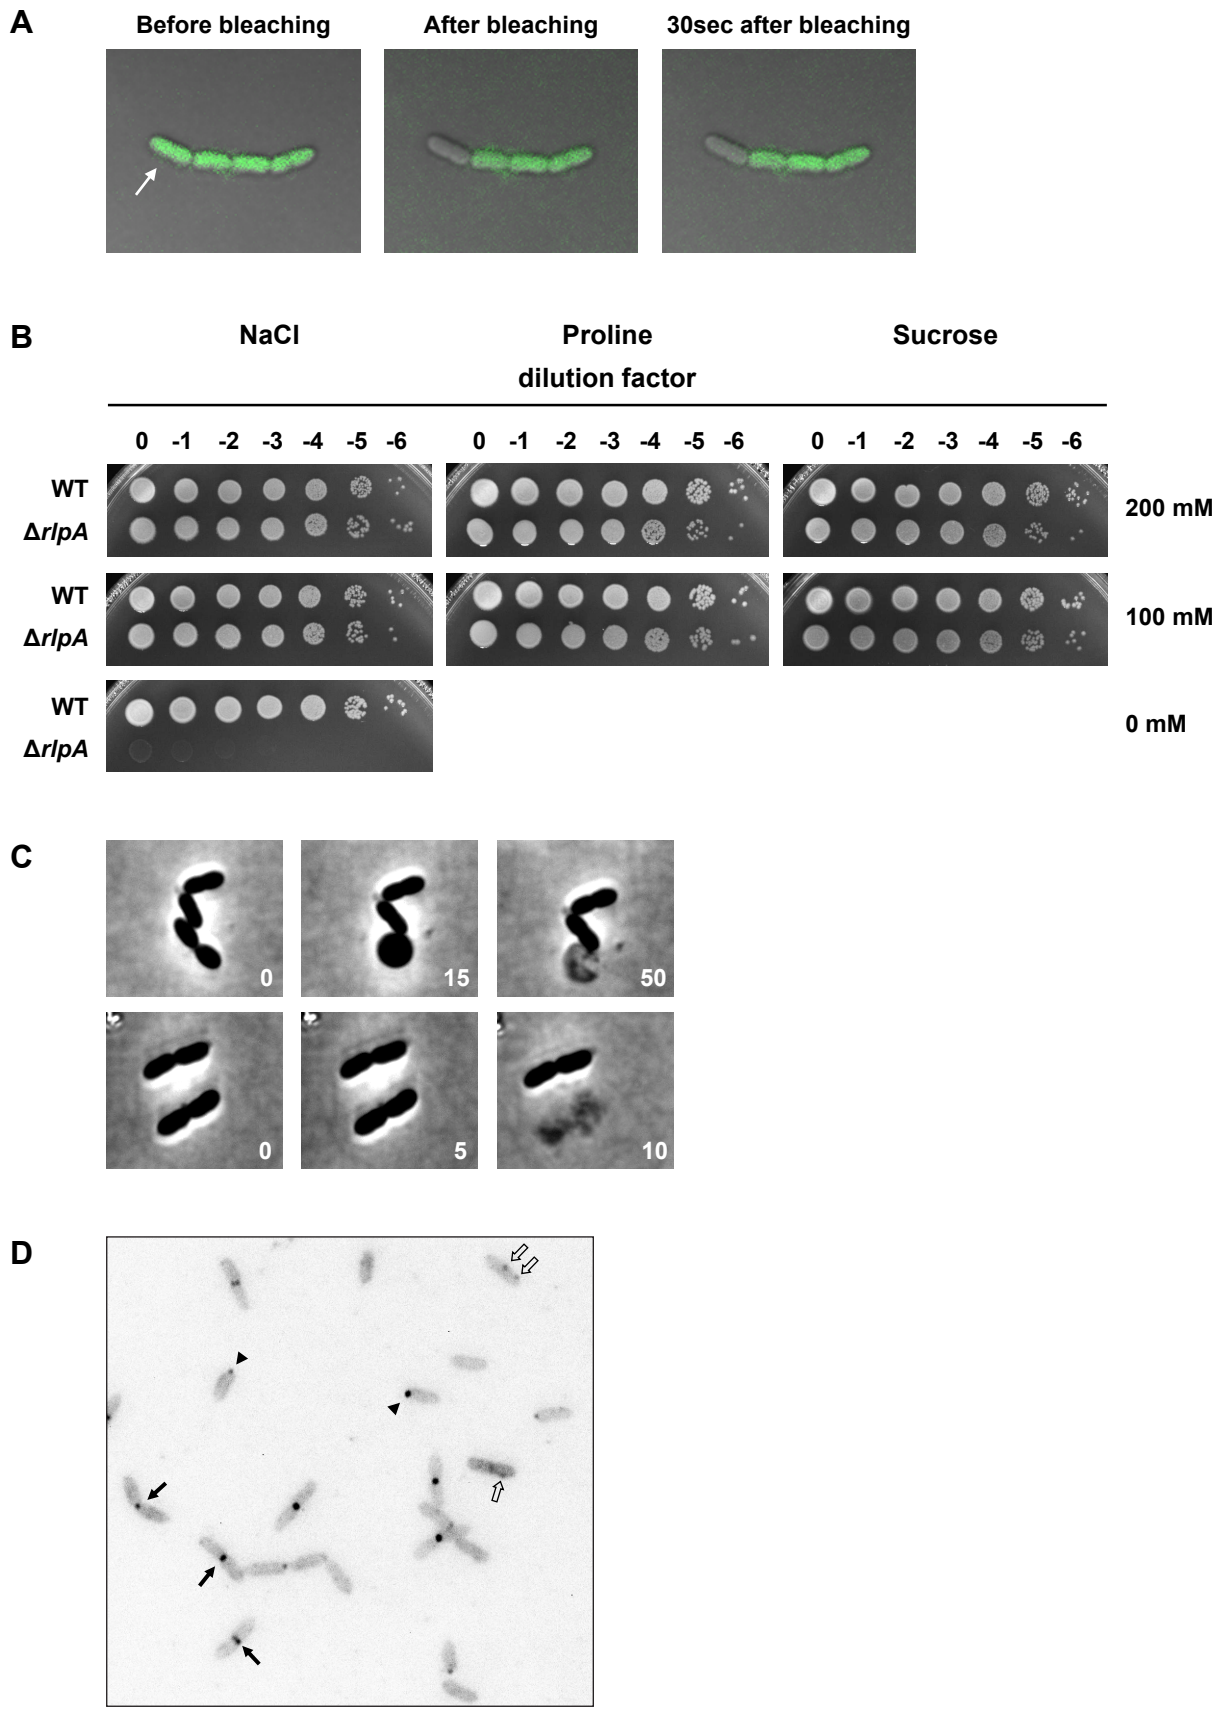 A
Before bleaching After bleaching 30sec after bleaching
B
NaCl Proline Sucrose
dilution factor
0 -1 -2 -3 -4 -5 -6 0 -1 -2 -3 -4 -5 -6 0 -1 -2 -3 -4 -5 -6
WT
200 mM
ΔrlpA
WT
100 mM
ΔrlpA
WT
0 mM
ΔrlpA
C
0 15 50
0 5 10
D